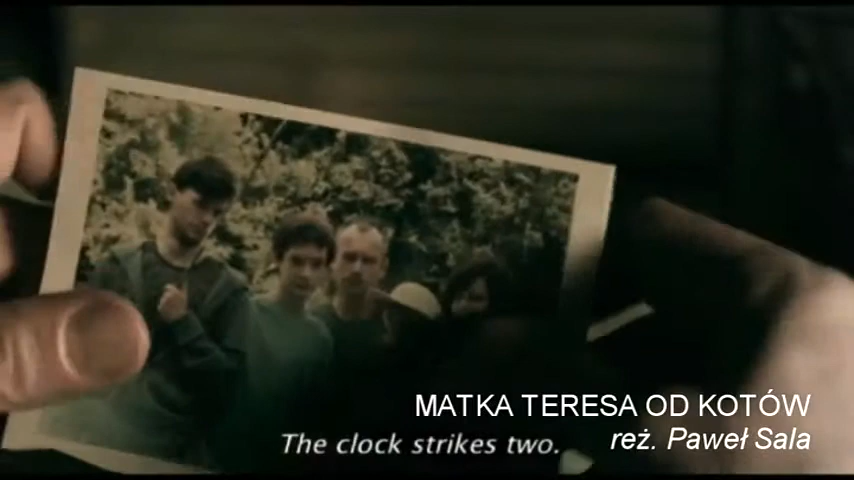 MATKA TERESA OD KOTÓW
reż. Paweł Sala
The clock strikes two.